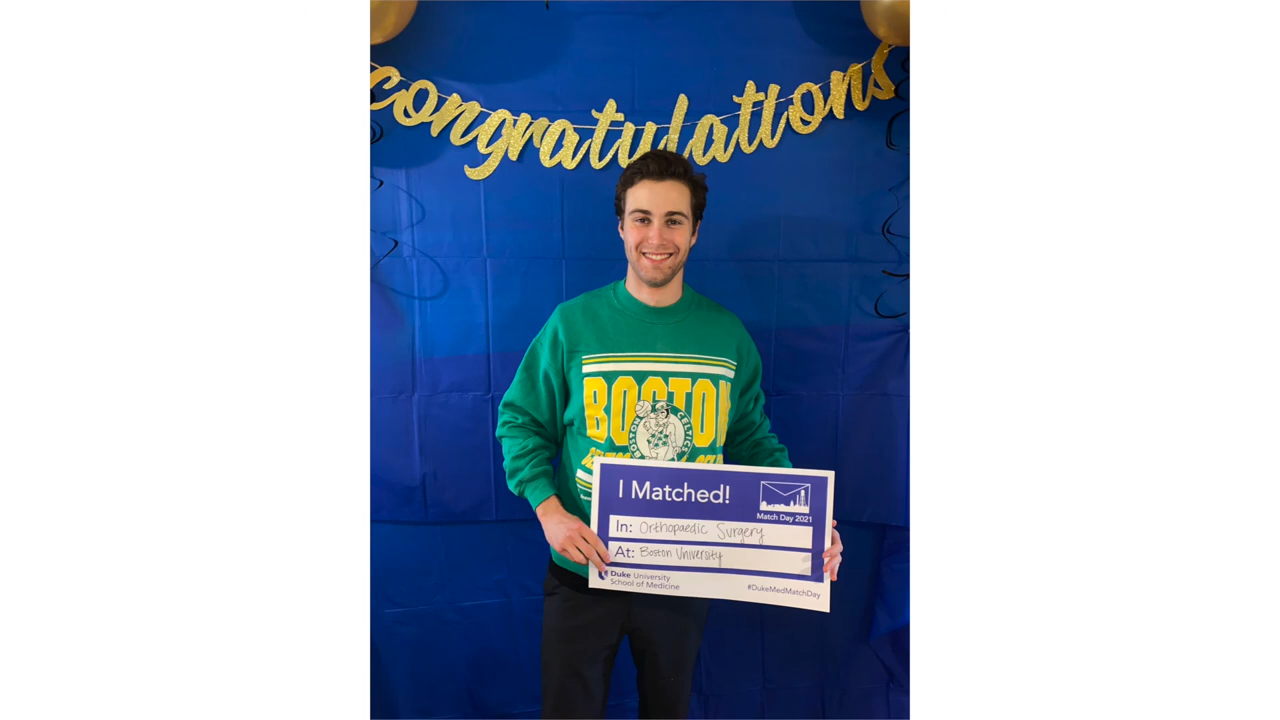 congratulations
BOSTON
BOSTON CELTICS
I Matched!
Match Day 2021
In: Orthopaedic Surgery
At: Boston University
Duke University
School of Medicine
#DukeMedMatchDay